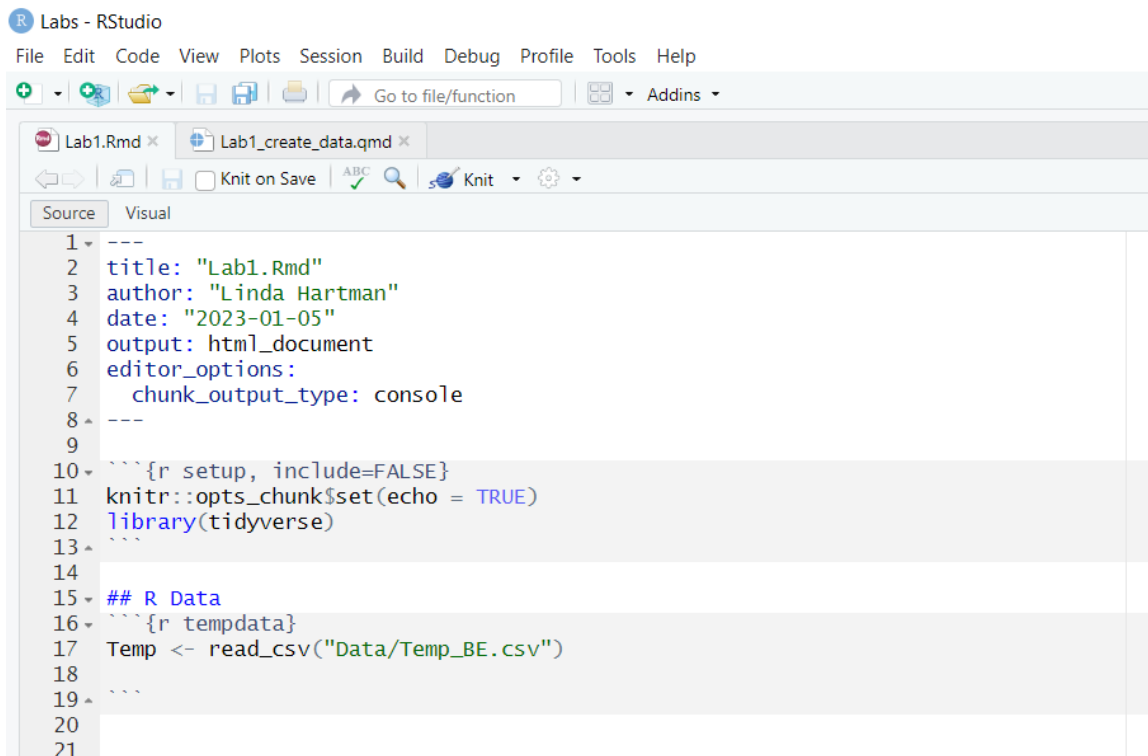 R Labs - RStudio
File Edit Code View Plots Session Build Debug Profile Tools Help
Go to file/function Addins
Lab1.Rmd Lab1_create_data.qmd
Knit on Save ABC Knit
Source Visual
1 ---
2 title: "Lab1.Rmd"
3 author: "Linda Hartman"
4 date: "2023-01-05"
5 output: html_document
6 editor_options:
7   chunk_output_type: console
8 ---
9
10 ```{r setup, include=FALSE}
11 knitr::opts_chunk$set(echo = TRUE)
12 library(tidyverse)
13 ```
14
15 ## R Data
16 ```{r tempdata}
17 Temp <- read_csv("Data/Temp_BE.csv")
18
19 ```
20
21